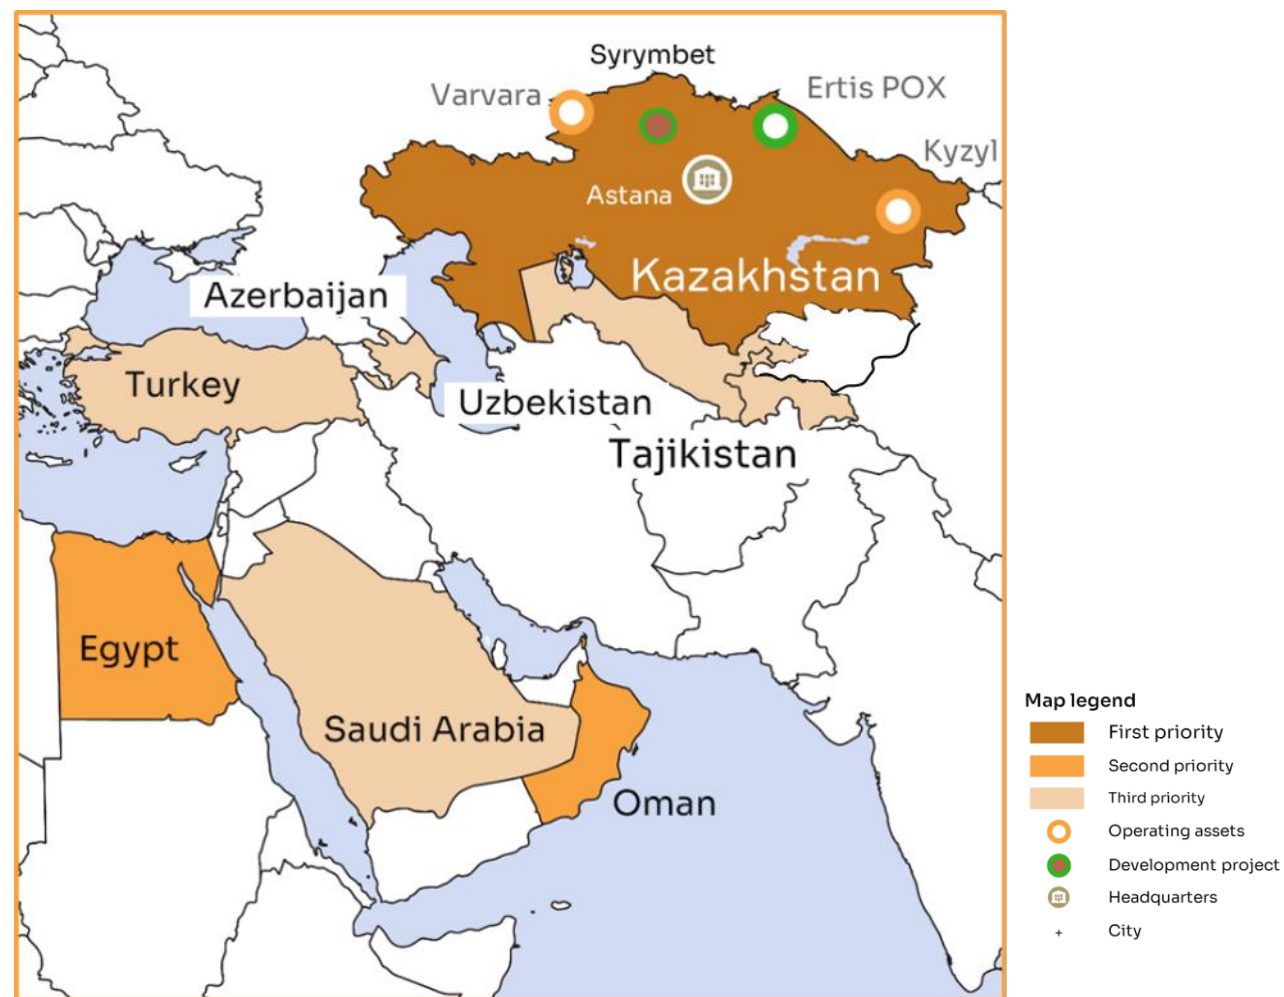 Syrymbet
Varvara
Ertis POX
Kyzyl
Astana
Kazakhstan
Azerbaijan
Turkey
Uzbekistan
Tajikistan
Egypt
Saudi Arabia
Oman
Map legend
First priority
Second priority
Third priority
Operating assets
Development project
Headquarters
+ City